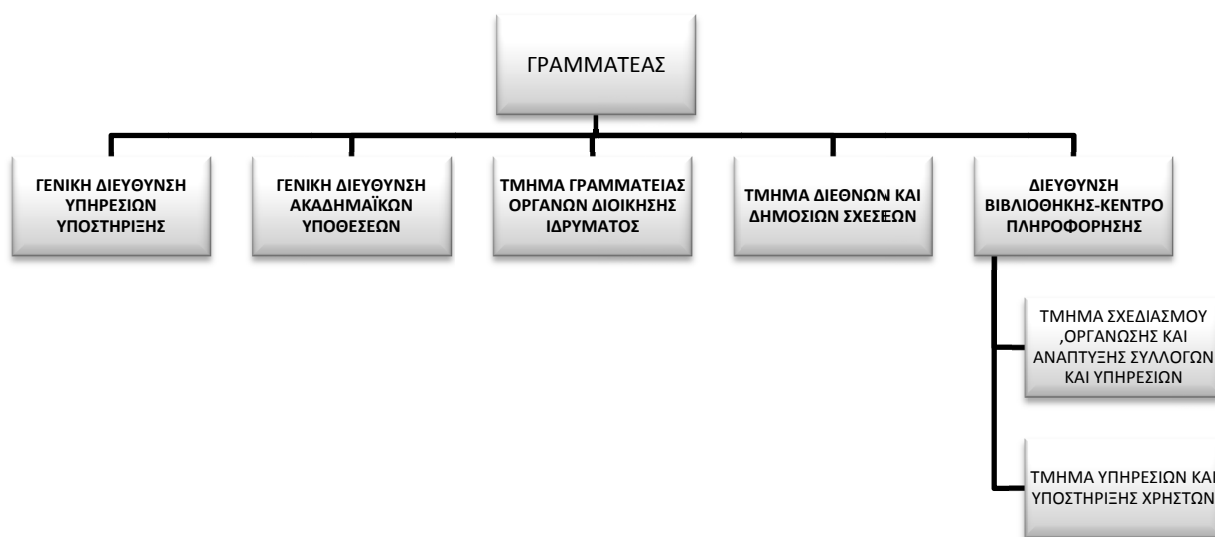 ΓΡΑΜΜΑΤΕΑΣ
ΓΕΝΙΚΗ ΔΙΕΥΘΥΝΣΗ
ΥΠΗΡΕΣΙΩΝ
ΥΠΟΣΤΗΡΙΞΗΣ
ΓΕΝΙΚΗ ΔΙΕΥΘΥΝΣΗ
ΑΚΑΔΗΜΑΪΚΩΝ
ΥΠΟΘΕΣΕΩΝ
ΤΜΗΜΑ ΓΡΑΜΜΑΤΕΙΑΣ
ΟΡΓΑΝΩΝ ΔΙΟΙΚΗΣΗΣ
ΙΔΡΥΜΑΤΟΣ
ΤΜΗΜΑ ΔΙΕΘΝΩΝ ΚΑΙ
ΔΗΜΟΣΙΩΝ ΣΧΕΣΕΩΝ
ΔΙΕΥΘΥΝΣΗ
ΒΙΒΛΙΟΘΗΚΗΣ-ΚΕΝΤΡΟ
ΠΛΗΡΟΦΟΡΗΣΗΣ
ΤΜΗΜΑ ΣΧΕΔΙΑΣΜΟΥ
,ΟΡΓΑΝΩΣΗΣ ΚΑΙ
ΑΝΑΠΤΥΞΗΣ ΣΥΛΛΟΓΩΝ
ΚΑΙ ΥΠΗΡΕΣΙΩΝ
ΤΜΗΜΑ ΥΠΗΡΕΣΙΩΝ ΚΑΙ
ΥΠΟΣΤΗΡΙΞΗΣ ΧΡΗΣΤΩΝ